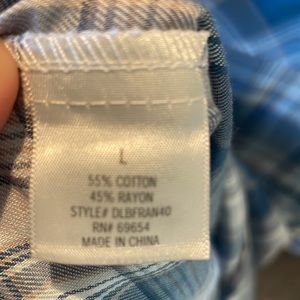 L
55% COTTON
45% RAYON
STYLE# DLBFRAN40
RN# 69654
MADE IN CHINA